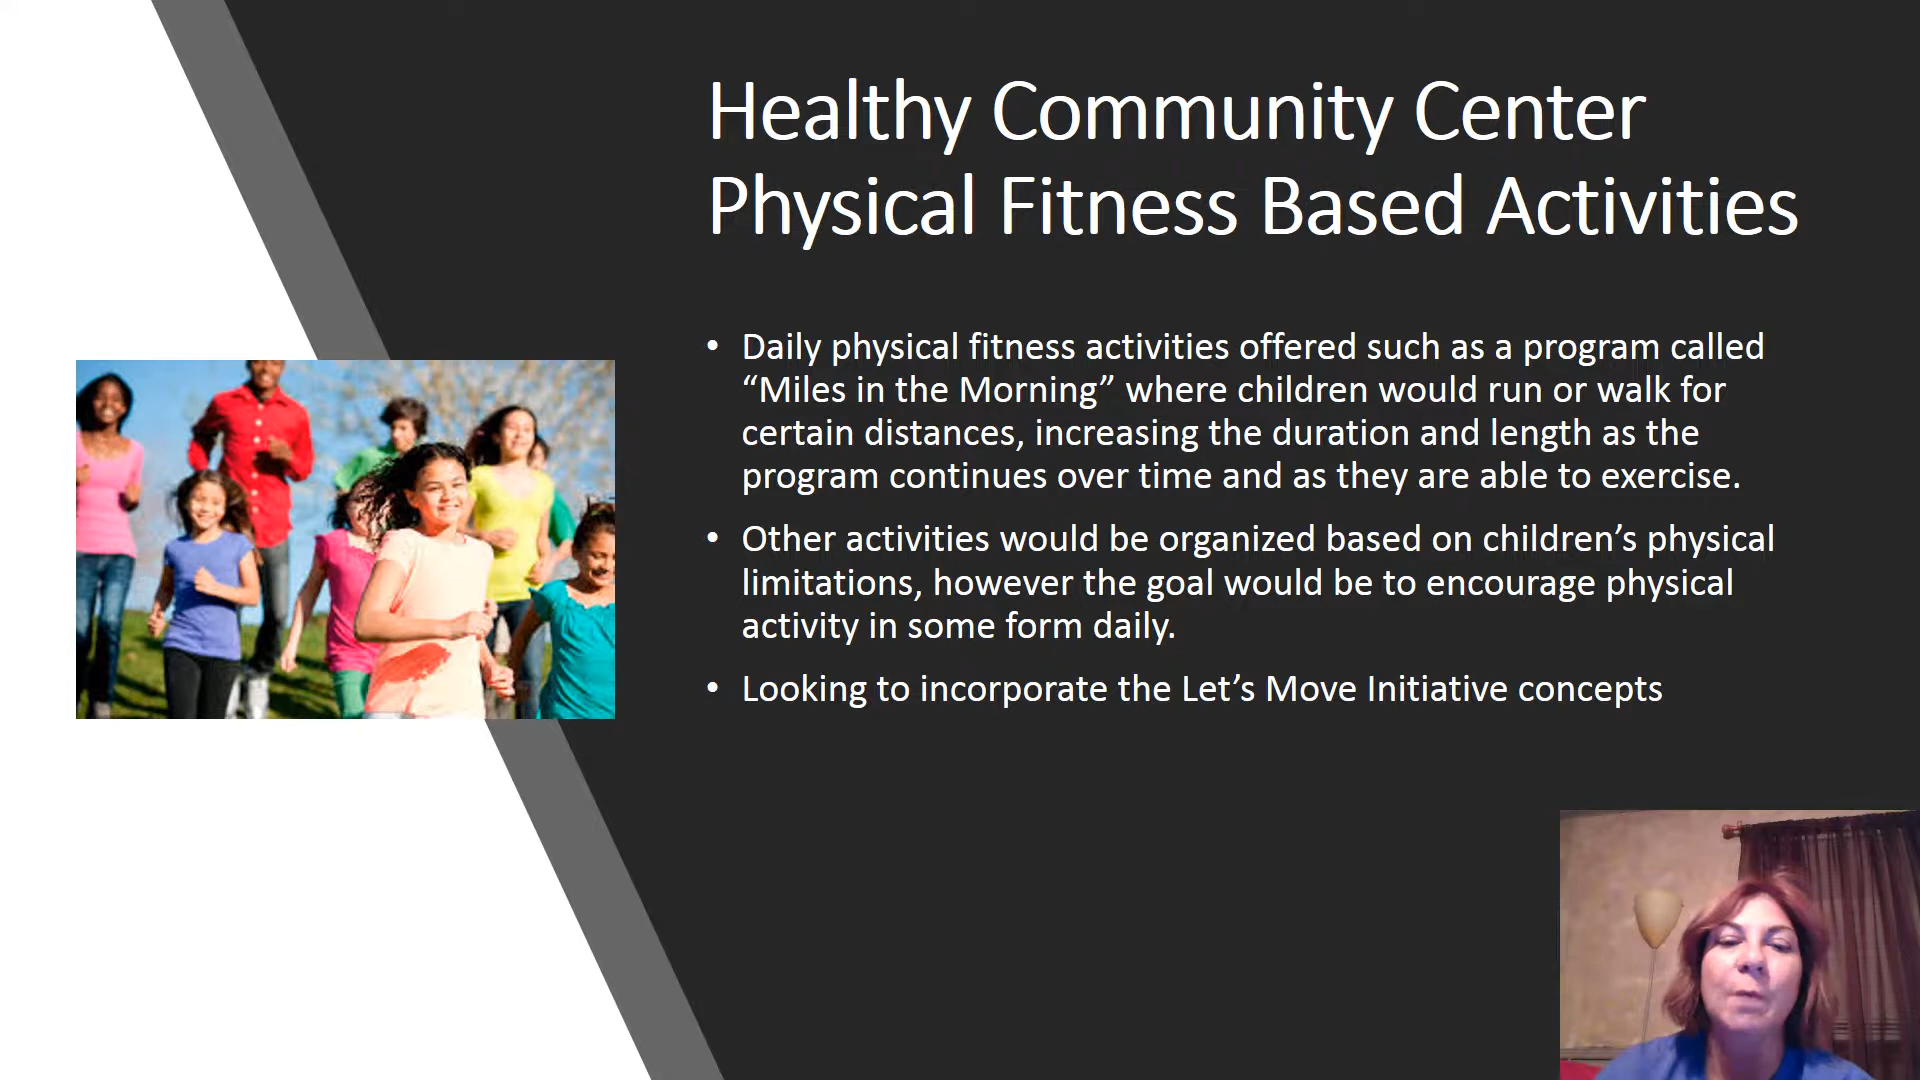 Healthy Community Center
Physical Fitness Based Activities
• Daily physical fitness activities offered such as a program called
“Miles in the Morning” where children would run or walk for
certain distances, increasing the duration and length as the
program continues over time and as they are able to exercise.
• Other activities would be organized based on children’s physical
limitations, however the goal would be to encourage physical
activity in some form daily.
• Looking to incorporate the Let’s Move Initiative concepts